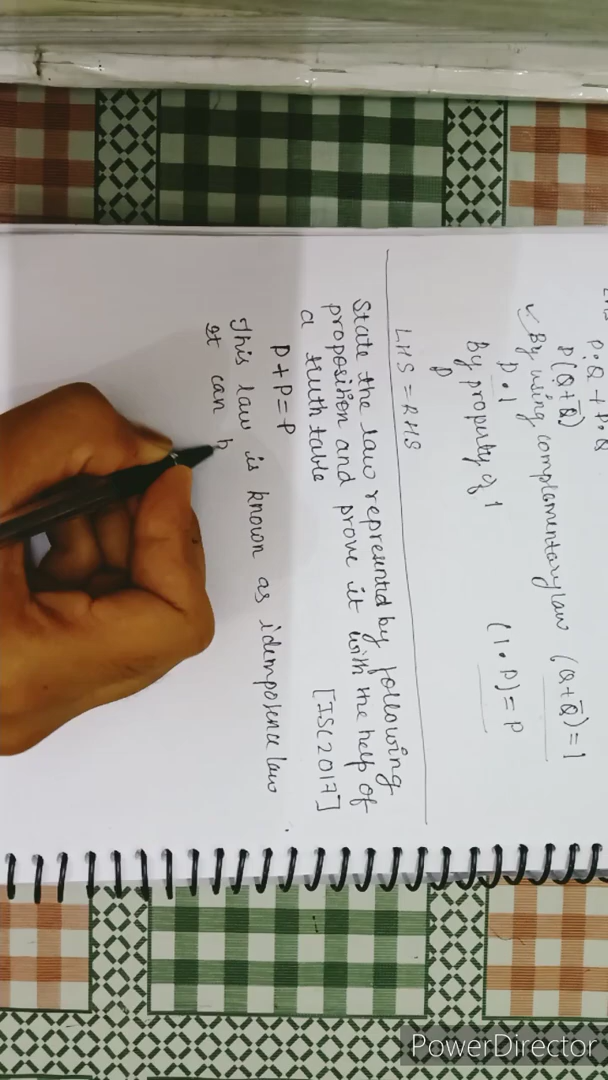 P.Q + P.Q
P(Q+Q̅)
✓ By using complementary law (Q+Q̅)=1
P.1
By property of 1 (1.P)=P
P
LHS = RHS
State the law represented by following
proposition and prove it with the help of
a truth table [ISC 2017]
P+P=P
This law is known as idempotence law
It can b
PowerDirector